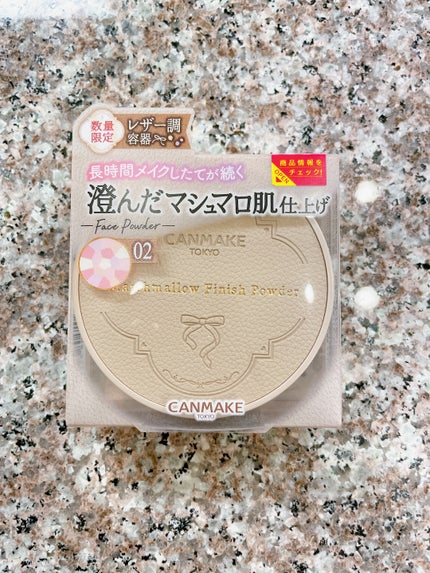 数量
限定
レザー調
容器
商品情報を
チェック!
OPEN
長時間メイクしたてが続く
澄んだマシュマロ肌仕上げ
Face Powder
02
CANMAKE
TOKYO
Marshmallow Finish Powder
CANMAKE
TOKYO